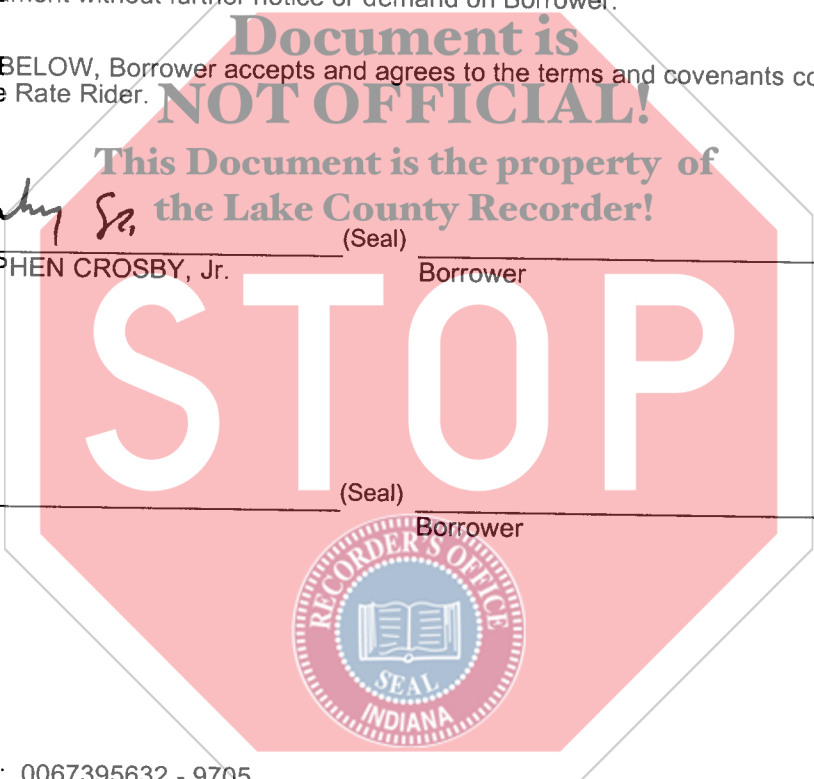 ument without further notice or demand on Borrower.
Document is
BELOW, Borrower accepts and agrees to the terms and covenants co
e Rate Rider.
NOT OFFICIAL!
This Document is the property of
the Lake County Recorder!
(Seal)
PHEN CROSBY, Jr.
Borrower
STOP
(Seal)
Borrower
RECORDER'S OFFICE
SEAL
INDIANA
: 0067395632 - 9705